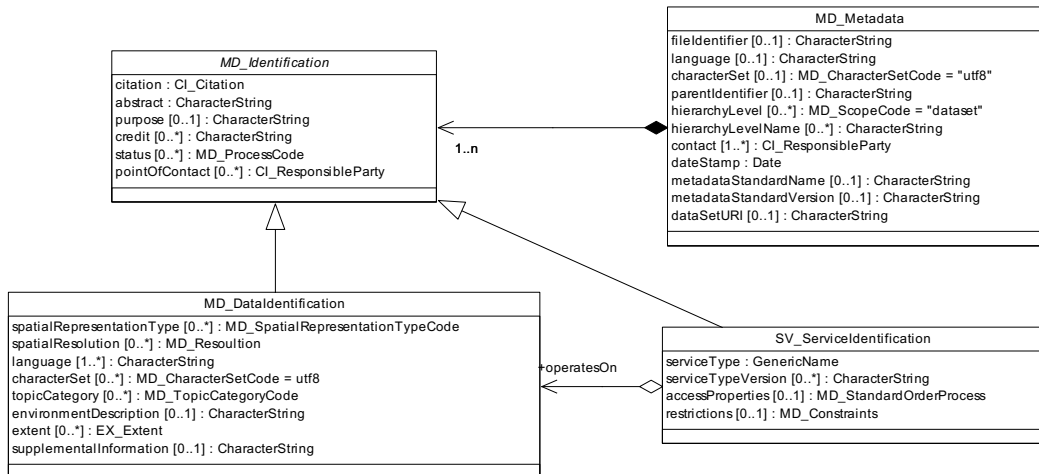 MD_Metadata
fileIdentifier [0..1] : CharacterString
language [0..1] : CharacterString
characterSet [0..1] : MD_CharacterSetCode = "utf8"
parentIdentifier [0..1] : CharacterString
hierarchyLevel [0..*] : MD_ScopeCode = "dataset"
hierarchyLevelName [0..*] : CharacterString
contact [1..*] : CI_ResponsibleParty
dateStamp : Date
metadataStandardName [0..1] : CharacterString
metadataStandardVersion [0..1] : CharacterString
dataSetURI [0..1] : CharacterString
MD_Identification
citation : CI_Citation
abstract : CharacterString
purpose [0..1] : CharacterString
credit [0..*] : CharacterString
status [0..*] : MD_ProcessCode
pointOfContact [0..*] : CI_ResponsibleParty
1..n
MD_DataIdentification
spatialRepresentationType [0..*] : MD_SpatialRepresentationTypeCode
spatialResolution [0..*] : MD_Resoultion
language [1..*] : CharacterString
characterSet [0..*] : MD_CharacterSetCode = utf8
topicCategory [0..*] : MD_TopicCategoryCode
environmentDescription [0..1] : CharacterString
extent [0..*] : EX_Extent
supplementalInformation [0..1] : CharacterString
+operatesOn
SV_ServiceIdentification
serviceType : GenericName
serviceTypeVersion [0..*] : CharacterString
accessProperties [0..1] : MD_StandardOrderProcess
restrictions [0..1] : MD_Constraints